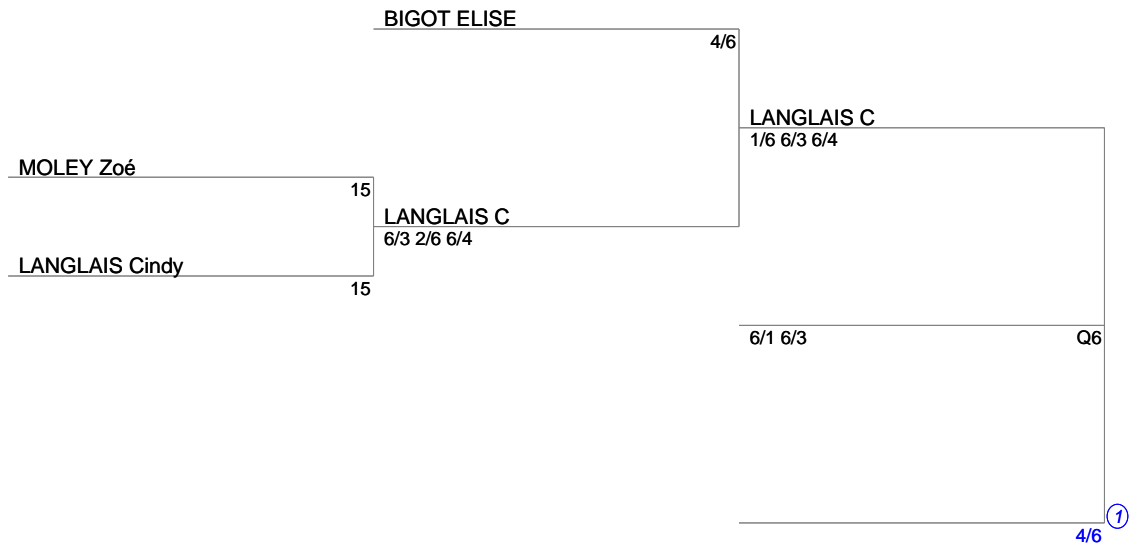 BIGOT ELISE
4/6
LANGLAIS C
1/6 6/3 6/4
MOLEY Zoé
15
LANGLAIS C
6/3 2/6 6/4
LANGLAIS Cindy
15
6/1 6/3
Q6
1
4/6